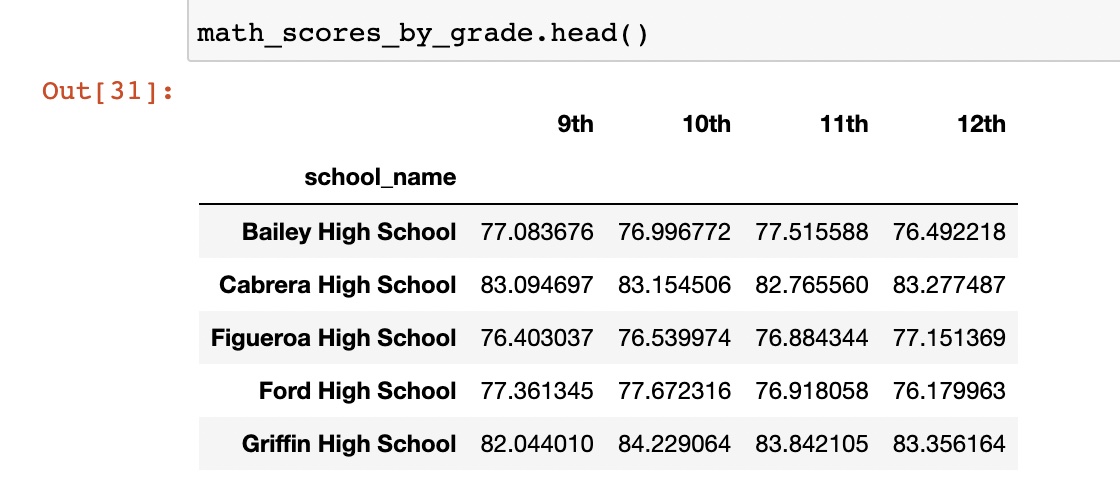 math_scores_by_grade.head()
Out[31]:
9th 10th 11th 12th
school_name
Bailey High School 77.083676 76.996772 77.515588 76.492218
Cabrera High School 83.094697 83.154506 82.765560 83.277487
Figueroa High School 76.403037 76.539974 76.884344 77.151369
Ford High School 77.361345 77.672316 76.918058 76.179963
Griffin High School 82.044010 84.229064 83.842105 83.356164